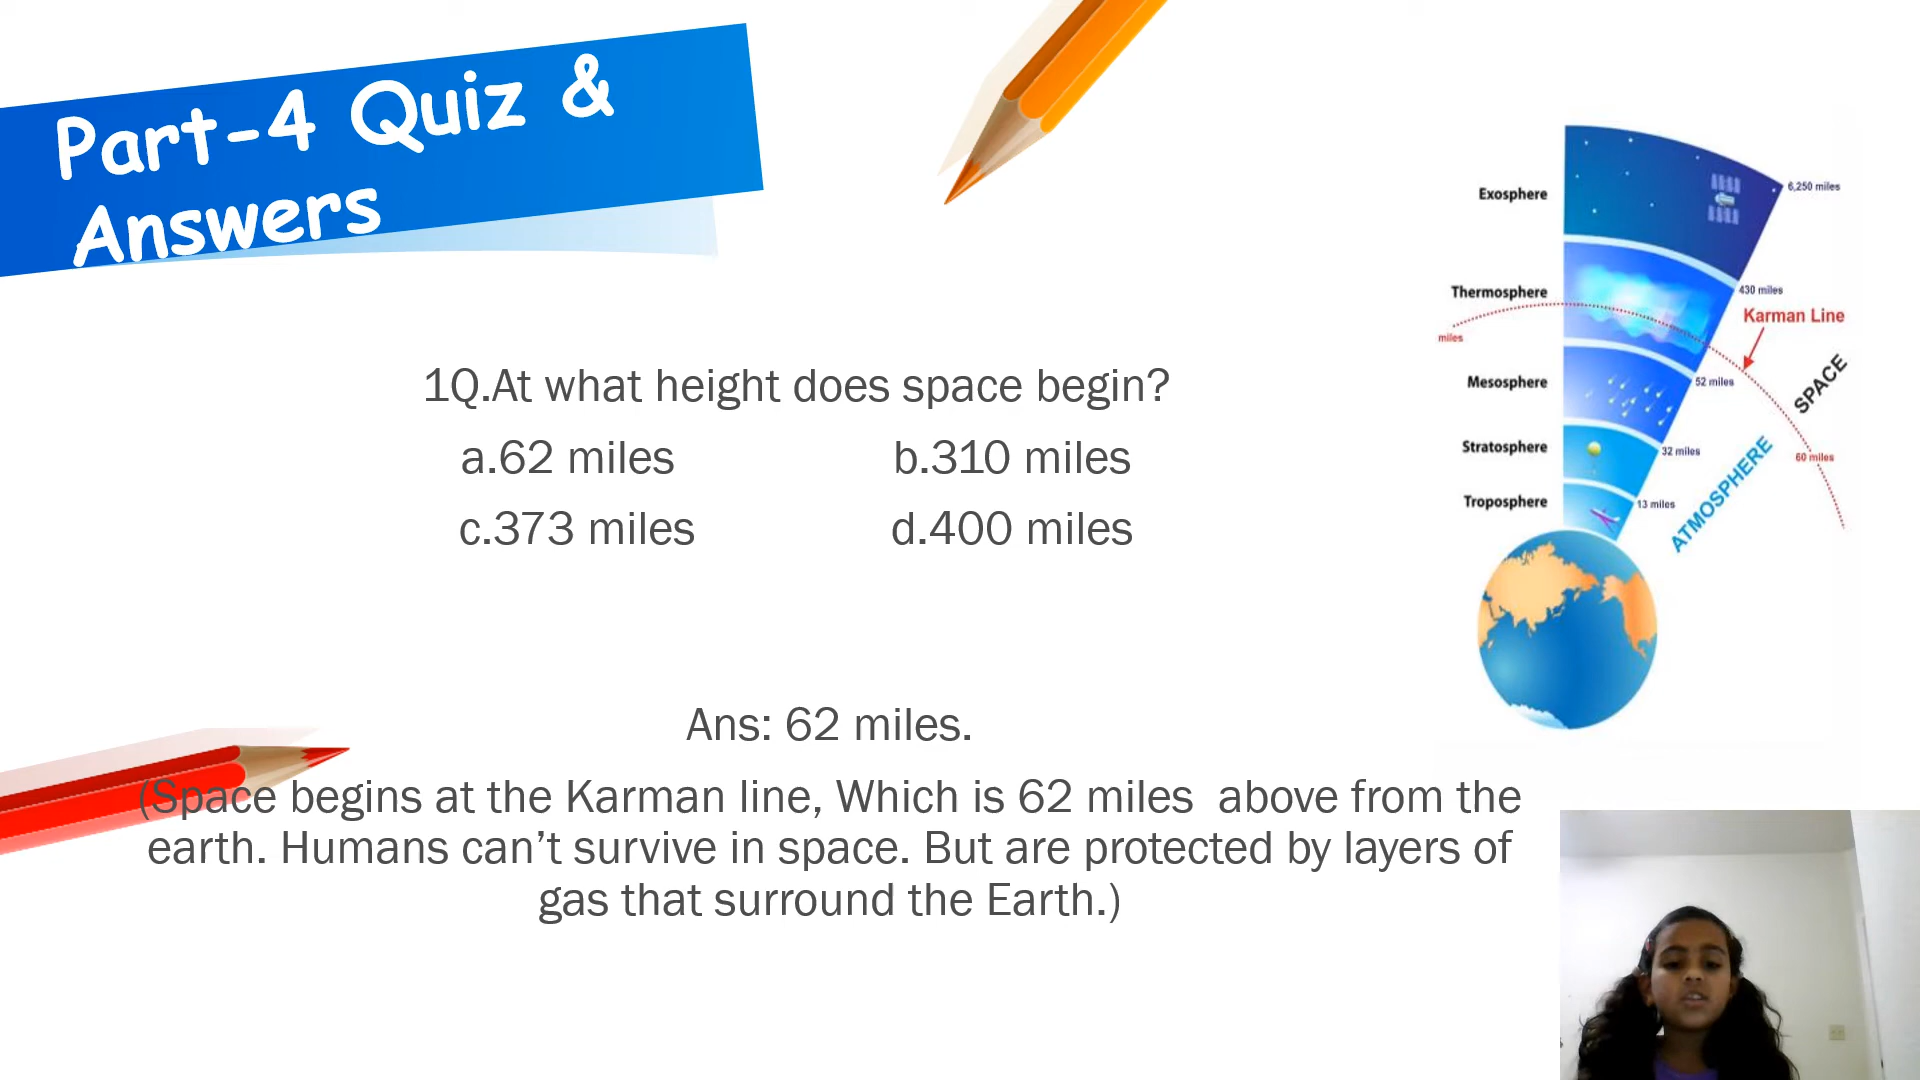 Part-4 Quiz &
Answers
1Q.At what height does space begin?
a.62 miles b.310 miles
c.373 miles d.400 miles
Ans: 62 miles.
(Space begins at the Karman line, Which is 62 miles  above from the
earth. Humans can’t survive in space. But are protected by layers of
gas that surround the Earth.)
Exosphere
6,250 miles
Thermosphere
430 miles
Karman Line
miles
Mesosphere
52 miles
SPACE
Stratosphere
32 miles
60 miles
Troposphere
13 miles
ATMOSPHERE